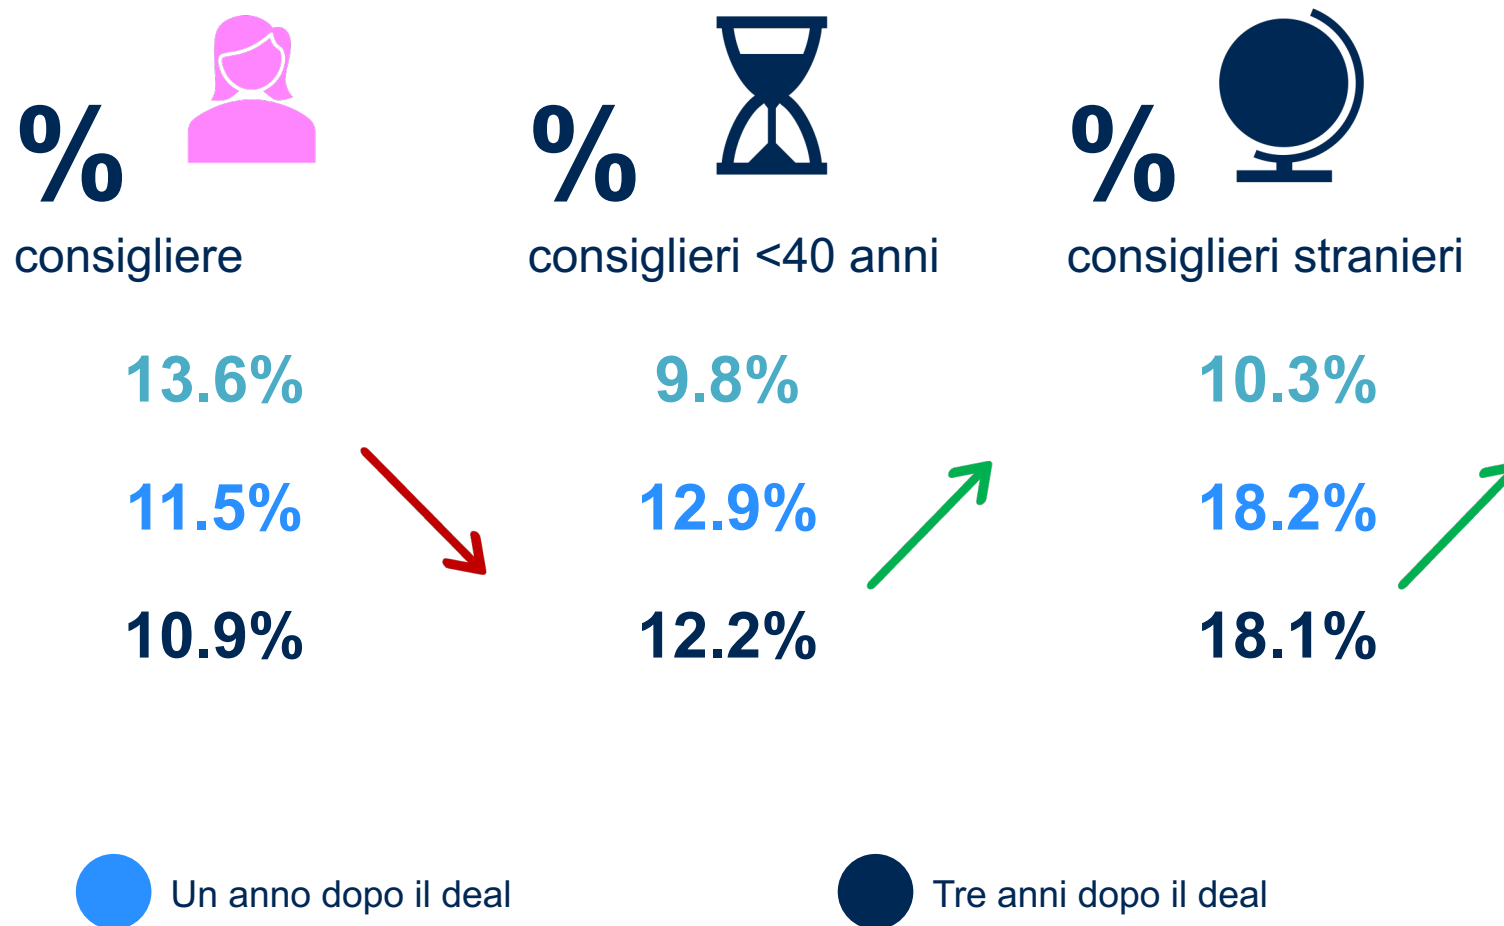 % % %
consigliere consiglieri <40 anni consiglieri stranieri
13.6% 9.8% 10.3%
11.5% 12.9% 18.2%
10.9% 12.2% 18.1%
Un anno dopo il deal Tre anni dopo il deal